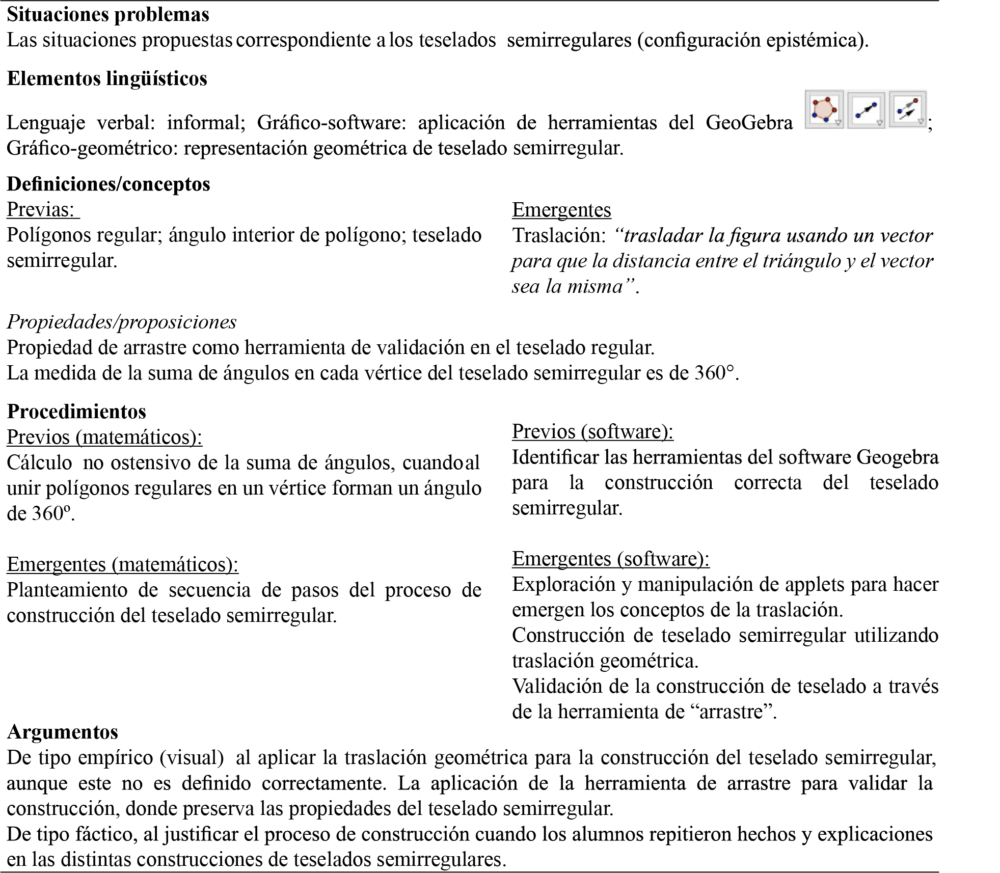 Situaciones problemas
Las situaciones propuestas correspondiente a los teselados semirregulares (configuración epistémica).
Elementos lingüísticos
Lenguaje verbal: informal; Gráfico-software: aplicación de herramientas del GeoGebra ;
Gráfico-geométrico: representación geométrica de teselado semirregular.
Definiciones/conceptos
Previas:
Polígonos regular; ángulo interior de polígono; teselado
semirregular.
Emergentes
Traslación: “trasladar la figura usando un vector
para que la distancia entre el triángulo y el vector
sea la misma”.
Propiedades/proposiciones
Propiedad de arrastre como herramienta de validación en el teselado regular.
La medida de la suma de ángulos en cada vértice del teselado semirregular es de 360°.
Procedimientos
Previos (matemáticos):
Cálculo no ostensivo de la suma de ángulos, cuando al
unir polígonos regulares en un vértice forman un ángulo
de 360º.
Previos (software):
Identificar las herramientas del software Geogebra
para la construcción correcta del teselado
semirregular.
Emergentes (matemáticos):
Planteamiento de secuencia de pasos del proceso de
construcción del teselado semirregular.
Emergentes (software):
Exploración y manipulación de applets para hacer
emergen los conceptos de la traslación.
Construcción de teselado semirregular utilizando
traslación geométrica.
Validación de la construcción de teselado a través
de la herramienta de “arrastre”.
Argumentos
De tipo empírico (visual) al aplicar la traslación geométrica para la construcción del teselado semirregular,
aunque este no es definido correctamente. La aplicación de la herramienta de arrastre para validar la
construcción, donde preserva las propiedades del teselado semirregular.
De tipo fáctico, al justificar el proceso de construcción cuando los alumnos repitieron hechos y explicaciones
en las distintas construcciones de teselados semirregulares.